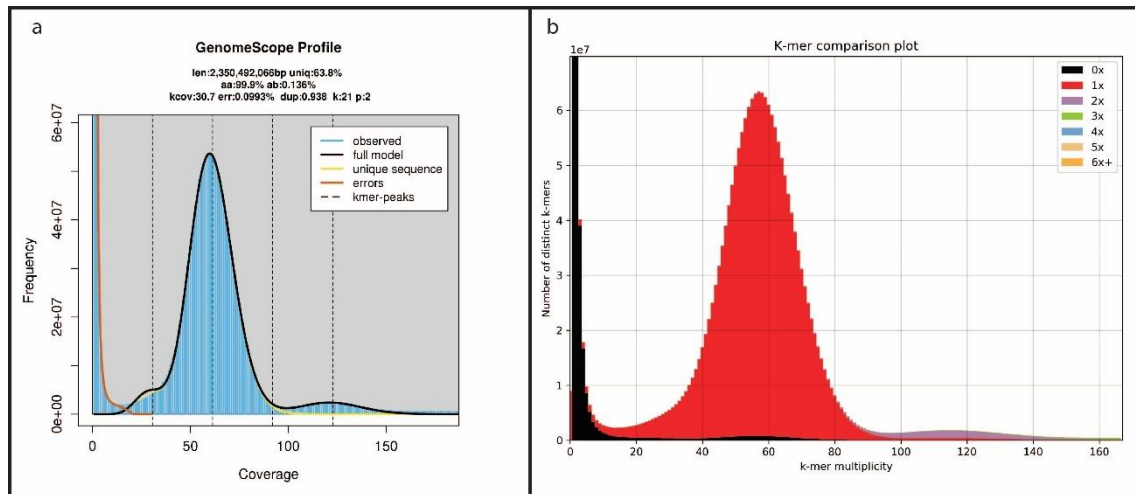 a
GenomeScope Profile
len:2,350,492,066bp uniq:63.8%
aa:99.9% ab:0.136%
kcov:30.7 err:0.0993% dup:0.938 k:21 p:2
observed
full model
unique sequence
errors
kmer-peaks
Frequency
0e+00
2e+07
4e+07
6e+07
0
50
100
150
Coverage
b
K-mer comparison plot
1e7
0x
1x
2x
3x
4x
5x
6x+
Number of distinct k-mers
6
5
4
3
2
1
0
0
20
40
60
80
100
120
140
160
k-mer multiplicity